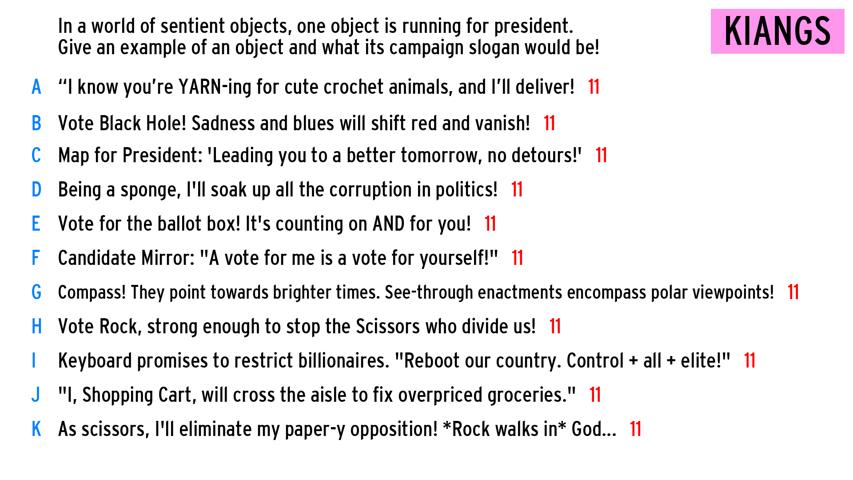 In a world of sentient objects, one object is running for president.
KIANGS
Give an example of an object and what its campaign slogan would be!
A “I know you’re YARN-ing for cute crochet animals, and I’ll deliver! 11
B Vote Black Hole! Sadness and blues will shift red and vanish! 11
C Map for President: 'Leading you to a better tomorrow, no detours!' 11
D Being a sponge, I'll soak up all the corruption in politics! 11
E Vote for the ballot box! It's counting on AND for you! 11
F Candidate Mirror: "A vote for me is a vote for yourself!" 11
G Compass! They point towards brighter times. See-through enactments encompass polar viewpoints! 11
H Vote Rock, strong enough to stop the Scissors who divide us! 11
I Keyboard promises to restrict billionaires. "Reboot our country. Control + all + elite!" 11
J "I, Shopping Cart, will cross the aisle to fix overpriced groceries." 11
K As scissors, I'll eliminate my paper-y opposition! *Rock walks in* God... 11